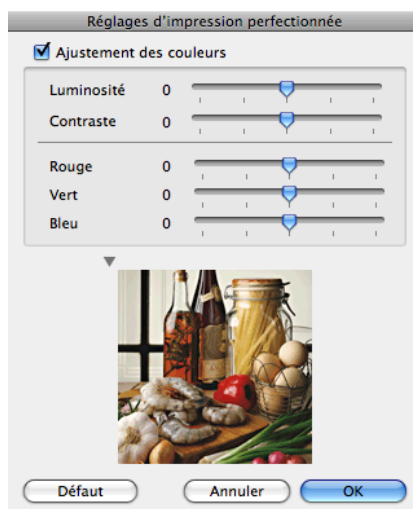 Réglages d'impression perfectionnée
Ajustement des couleurs
Luminosité 0
Contraste 0
Rouge 0
Vert 0
Bleu 0
Défaut Annuler OK